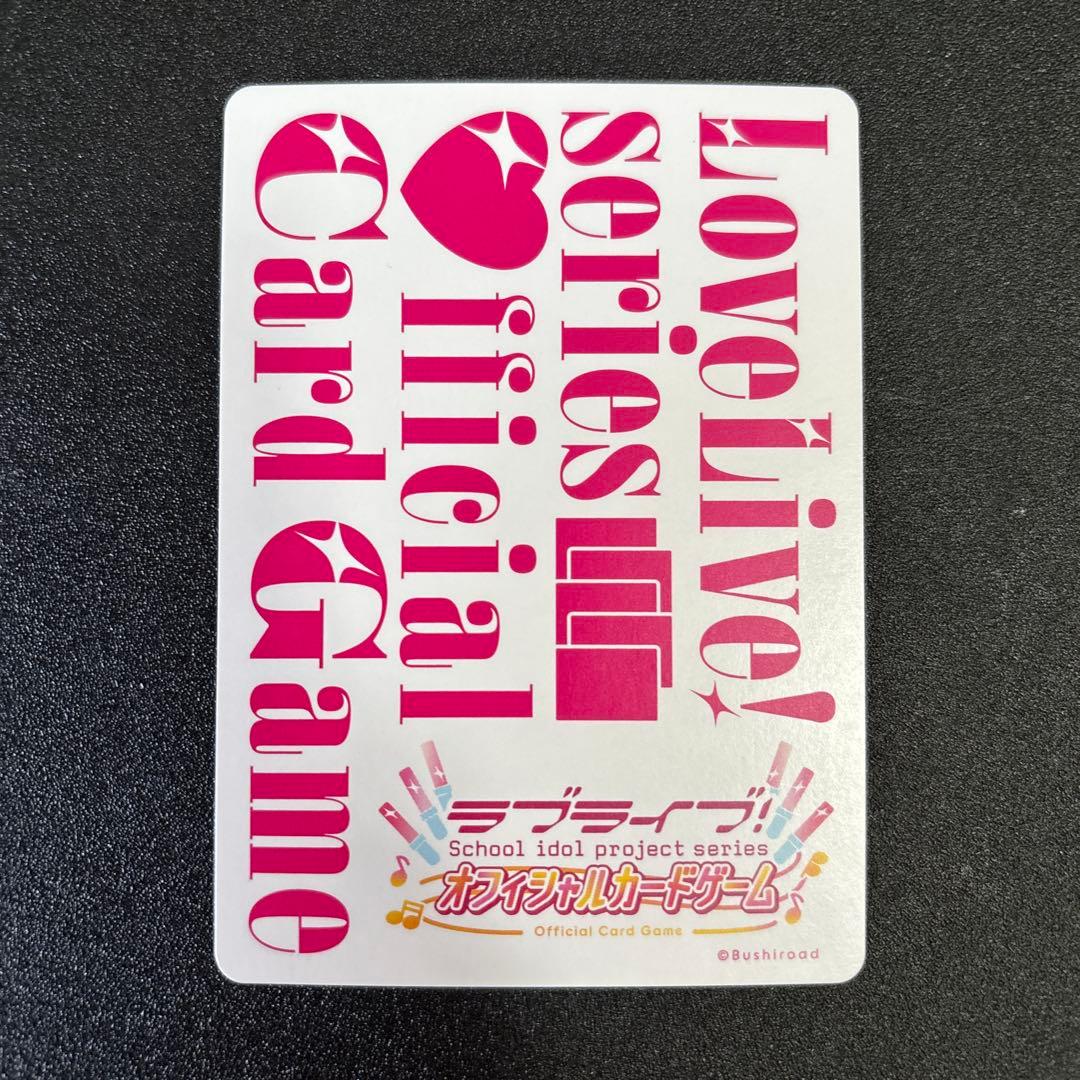 LoveLive!
series
Official
Card Game
ラブライブ!
School idol project series
オフィシャルカードゲーム
Official Card Game
©Bushiroad